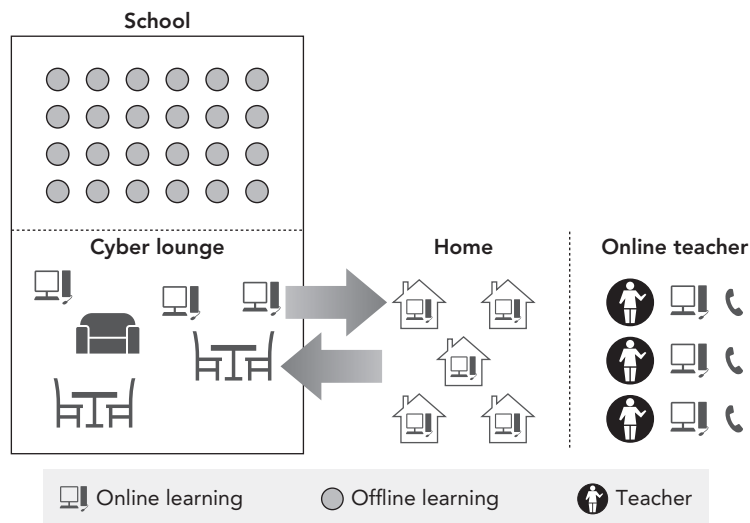 School
Cyber lounge
Home
Online teacher
Online learning
Offline learning
Teacher